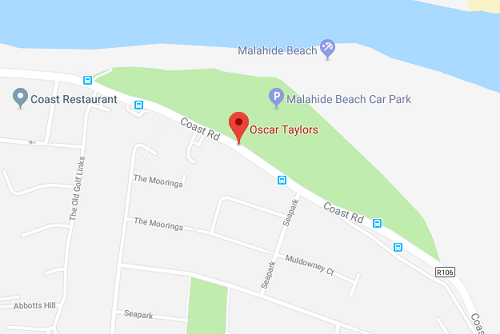 Malahide Beach
Malahide Beach Car Park
P
Coast Restaurant
Oscar Taylors
Coast Rd
The Old Golf Links
The Moorings
Seapark
Coast Rd
The Moorings
Muldowney Ct
Seapark
R106
Abbotts Hill
Seapark
Coas